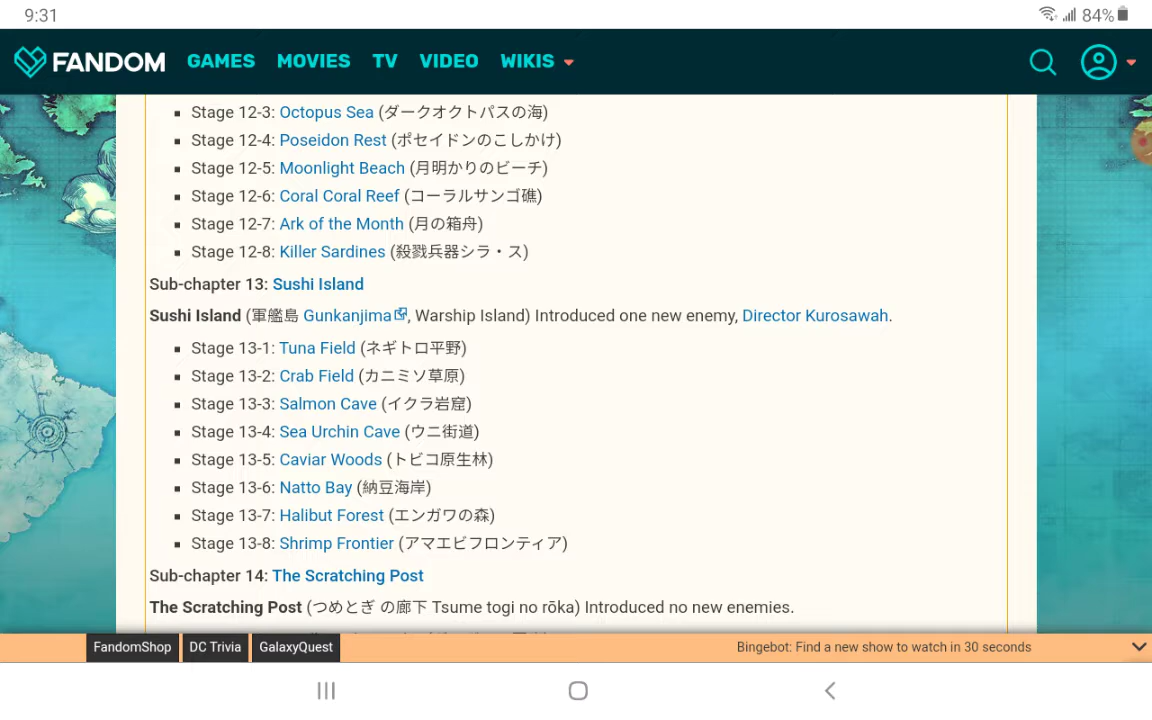 9:31
84%
FANDOM GAMES MOVIES TV VIDEO WIKIS
Stage 12-3: Octopus Sea (ダークオクトパスの海)
Stage 12-4: Poseidon Rest (ポセイドンのこしかけ)
Stage 12-5: Moonlight Beach (月明かりのビーチ)
Stage 12-6: Coral Coral Reef (コーラルサンゴ礁)
Stage 12-7: Ark of the Month (月の箱舟)
Stage 12-8: Killer Sardines (殺戮兵器シラ・ス)
Sub-chapter 13: Sushi Island
Sushi Island (軍艦島 Gunkanjima, Warship Island) Introduced one new enemy, Director Kurosawah.
Stage 13-1: Tuna Field (ネギトロ平野)
Stage 13-2: Crab Field (カニミソ草原)
Stage 13-3: Salmon Cave (イクラ岩窟)
Stage 13-4: Sea Urchin Cave (ウニ街道)
Stage 13-5: Caviar Woods (トビコ原生林)
Stage 13-6: Natto Bay (納豆海岸)
Stage 13-7: Halibut Forest (エンガワの森)
Stage 13-8: Shrimp Frontier (アマエビフロンティア)
Sub-chapter 14: The Scratching Post
The Scratching Post (つめとぎ の廊下 Tsume togi no rōka) Introduced no new enemies.
FandomShop DC Trivia GalaxyQuest Bingebot: Find a new show to watch in 30 seconds